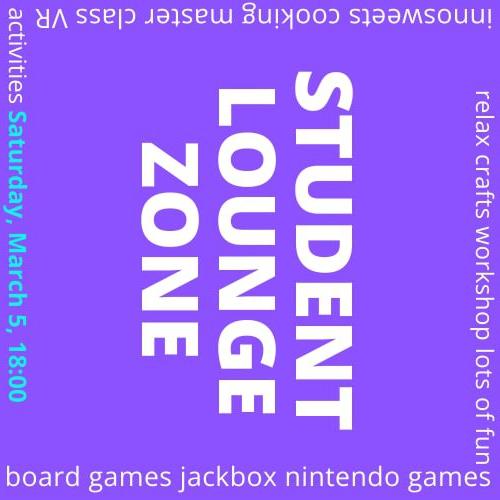 STUDENT
LOUNGE
ZONE
innosweets cooking master class VR
activities Saturday, March 5, 18:00
board games jackbox nintendo games
relax crafts workshop lots of fun